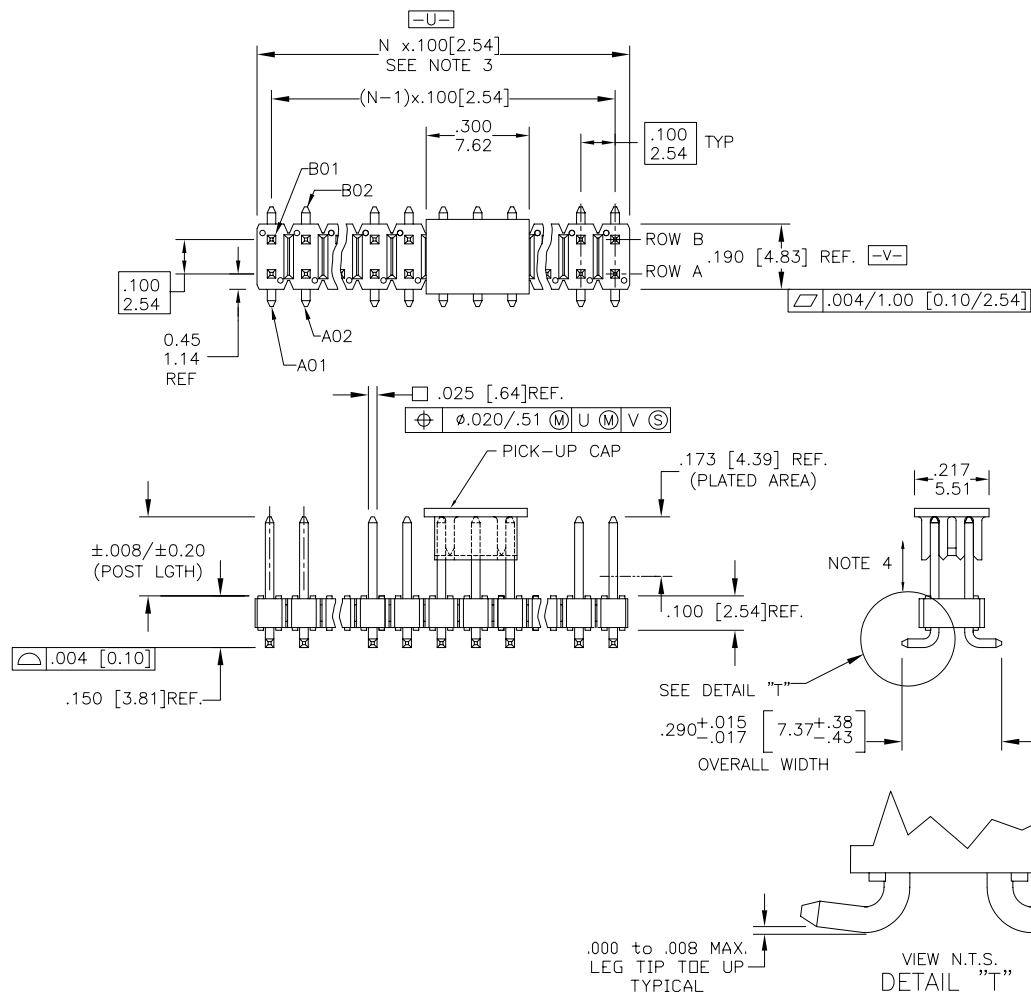 -U-
N x.100[2.54]
SEE NOTE 3
(N-1)x.100[2.54]
.300
7.62
.100
2.54
TYP
B01
B02
ROW B
ROW A
.190 [4.83] REF.
-V-
.100
2.54
.004/1.00 [0.10/2.54]
0.45
1.14
REF
A02
A01
□ .025 [.64]REF.
⌖ ø.020/.51 Ⓜ U Ⓜ V Ⓢ
PICK-UP CAP
.173 [4.39] REF.
(PLATED AREA)
.217
5.51
±.008/±0.20
(POST LGTH)
NOTE 4
.100 [2.54]REF.
.004 [0.10]
.150 [3.81]REF.
SEE DETAIL "T"
.290 +.015 -.017 [7.37 +.38 -.43]
OVERALL WIDTH
.000 to .008 MAX.
LEG TIP TOE UP
TYPICAL
VIEW N.T.S.
DETAIL "T"